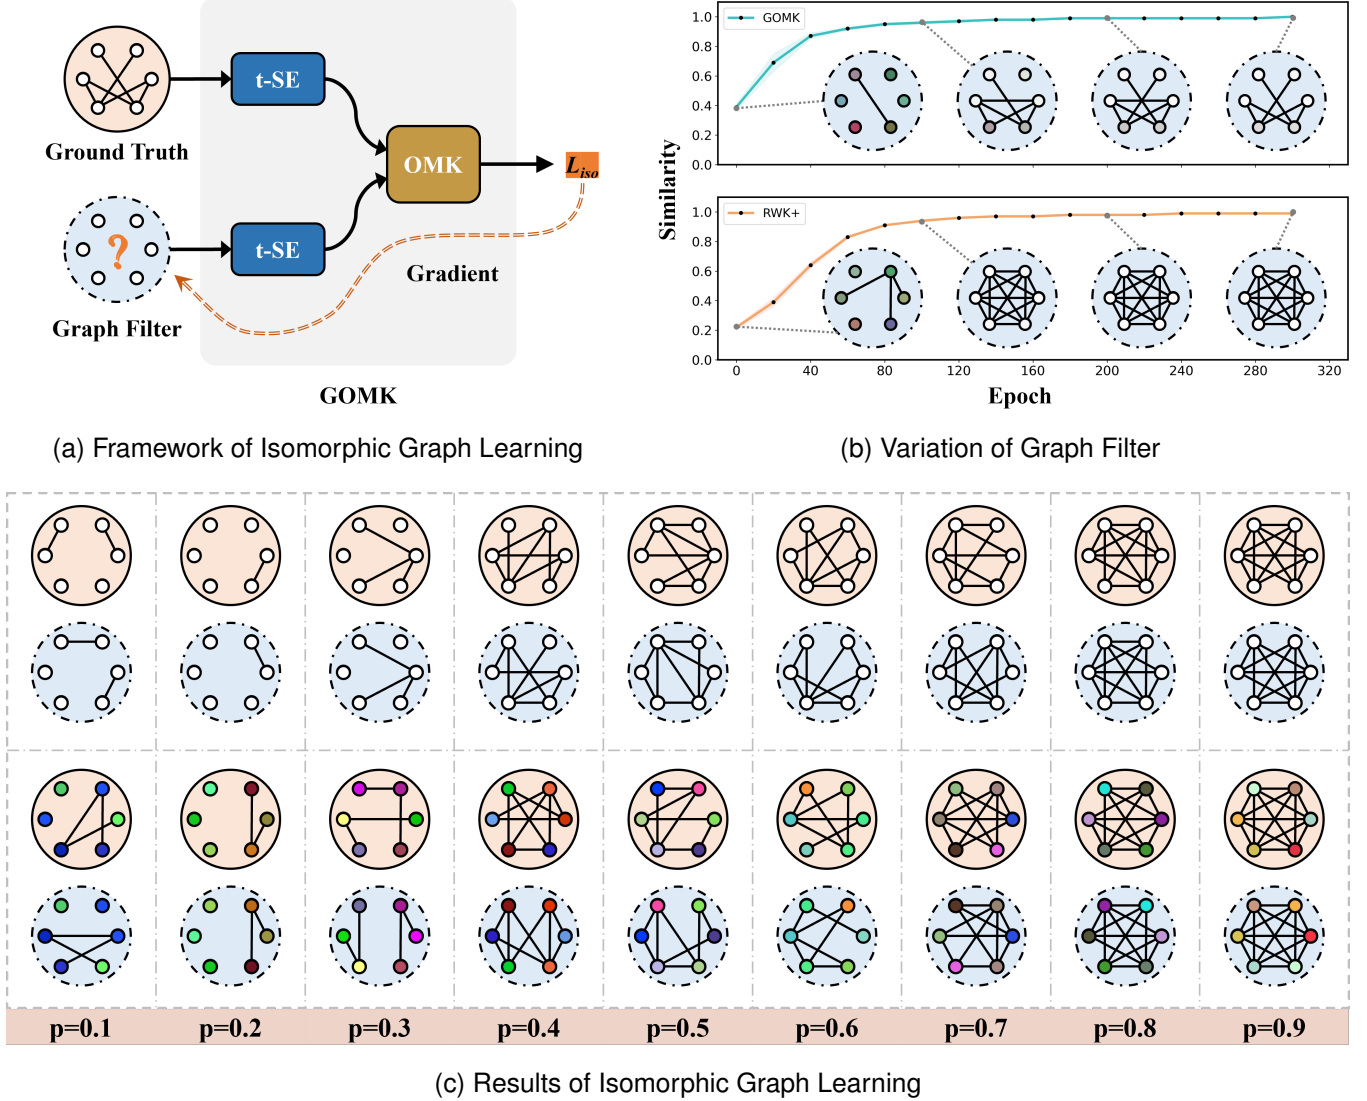 Ground Truth
t-SE
OMK
L_iso
?
t-SE
Gradient
Graph Filter
GOMK
(a) Framework of Isomorphic Graph Learning
Similarity
1.0
0.8
0.6
0.4
0.2
0.0
GOMK
1.0
0.8
0.6
0.4
0.2
0.0
RWK+
0 40 80 120 160 200 240 280 320
Epoch
(b) Variation of Graph Filter
p=0.1 p=0.2 p=0.3 p=0.4 p=0.5 p=0.6 p=0.7 p=0.8 p=0.9
(c) Results of Isomorphic Graph Learning